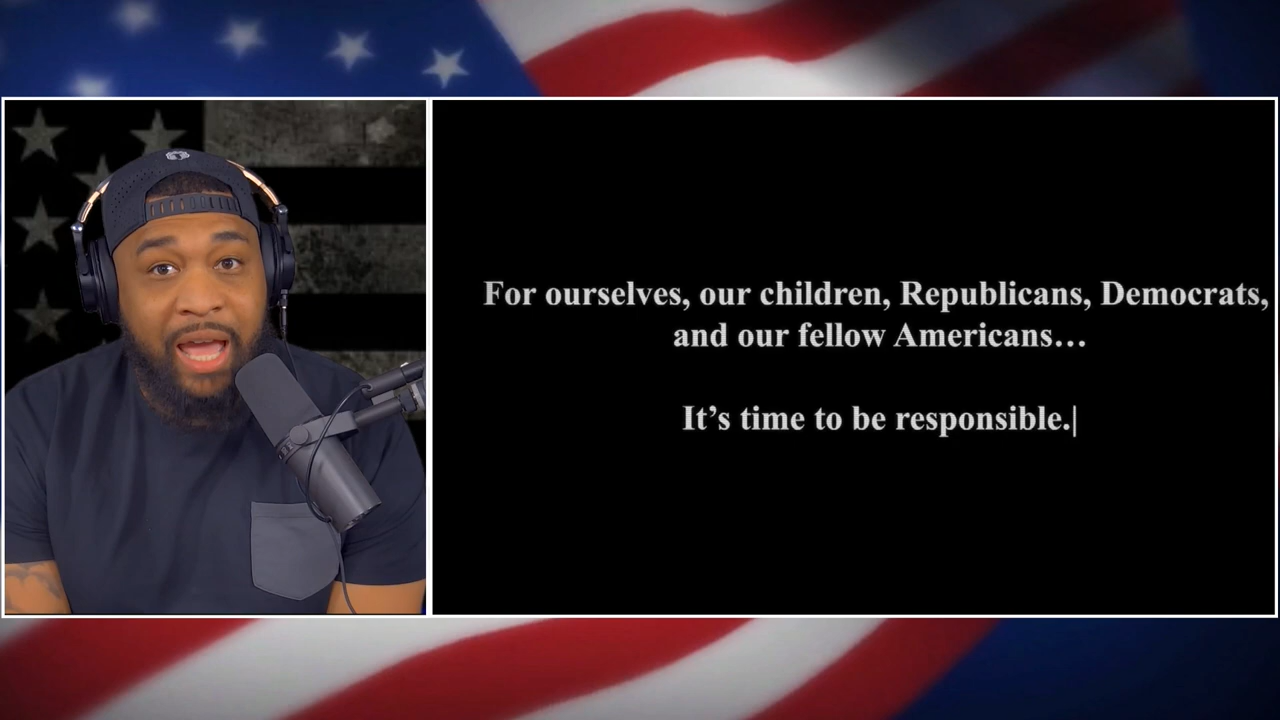 For ourselves, our children, Republicans, Democrats,
and our fellow Americans…
It’s time to be responsible.|